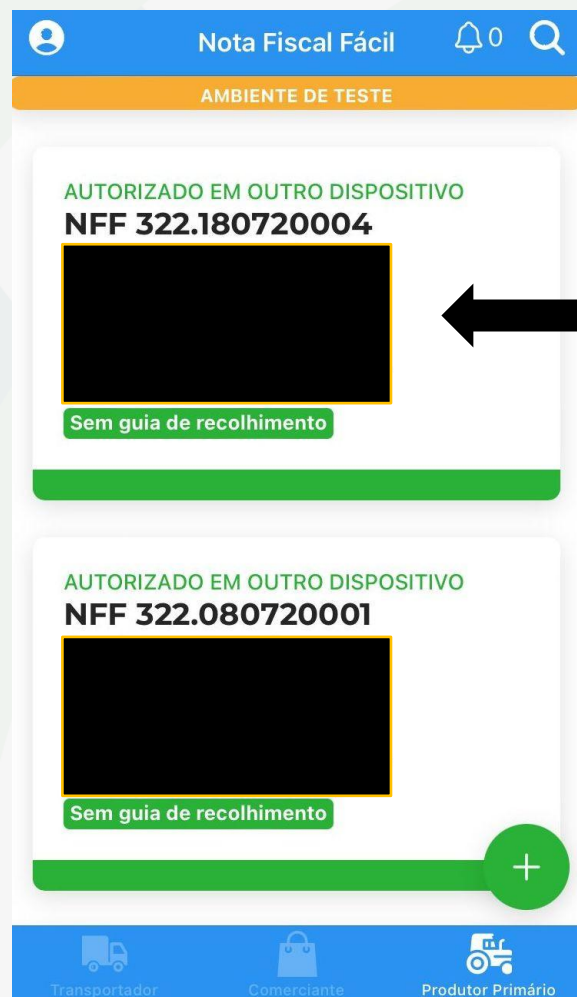 Nota Fiscal Fácil
0
AMBIENTE DE TESTE
AUTORIZADO EM OUTRO DISPOSITIVO
NFF 322.180720004
Sem guia de recolhimento
AUTORIZADO EM OUTRO DISPOSITIVO
NFF 322.080720001
Sem guia de recolhimento
+
Transportador
Comerciante
Produtor Primário